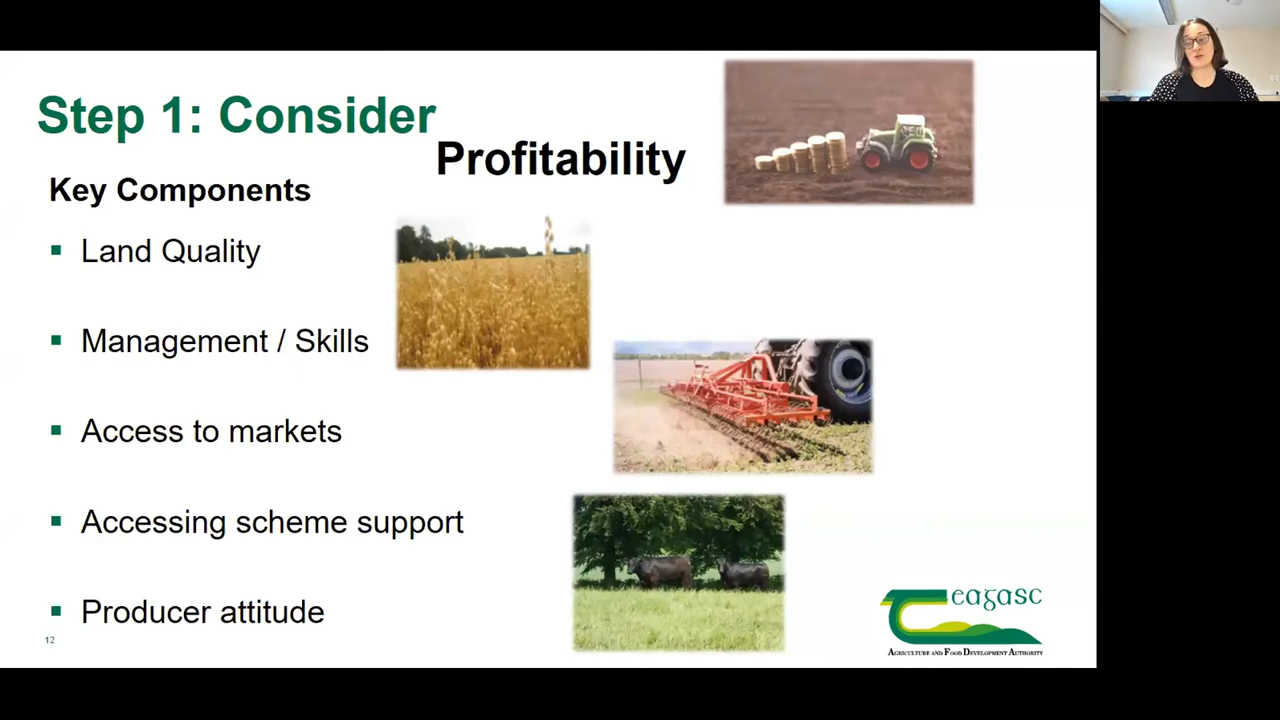 Step 1: Consider
Profitability
Key Components
▪ Land Quality
▪ Management / Skills
▪ Access to markets
▪ Accessing scheme support
▪ Producer attitude
12
eagasc
AGRICULTURE AND FOOD DEVELOPMENT AUTHORITY